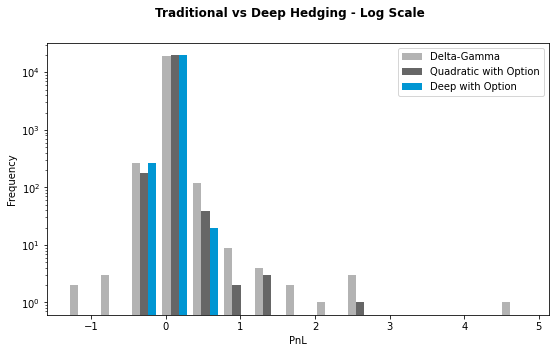 Traditional vs Deep Hedging - Log Scale
Delta-Gamma
Quadratic with Option
Deep with Option
Frequency
10⁴
10³
10²
10¹
10⁰
−1
0
1
2
3
4
5
PnL